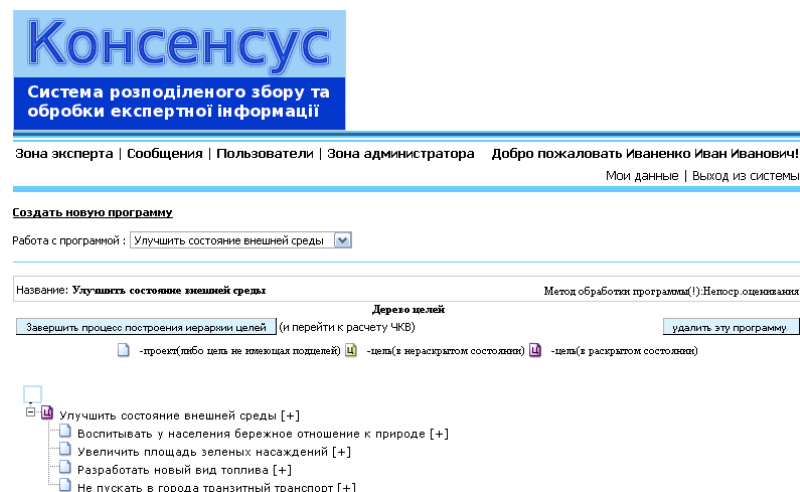 Консенсус
Система розподіленого збору та
обробки експертної інформації
Зона эксперта | Сообщения | Пользователи | Зона администратора Добро пожаловать Иваненко Иван Иванович!
Мои данные | Выход из системы
Создать новую программу
Работа с программой : Улучшить состояние внешней среды
Название: Улучшить состояние внешней среды Метод обработки программы(!):Непоср.оценивания
Дерево целей
Завершить процесс построения иерархии целей (и перейти к расчету ЧКВ) удалить эту программу
-проект(либо цель не имеющая подцелей) ц -цель(в нераскрытом состоянии) ц -цель(в раскрытом состоянии)
ц Улучшить состояние внешней среды [+]
Воспитывать у населения бережное отношение к природе [+]
Увеличить площадь зеленых насаждений [+]
Разработать новый вид топлива [+]
Не пускать в города транзитный транспорт [+]